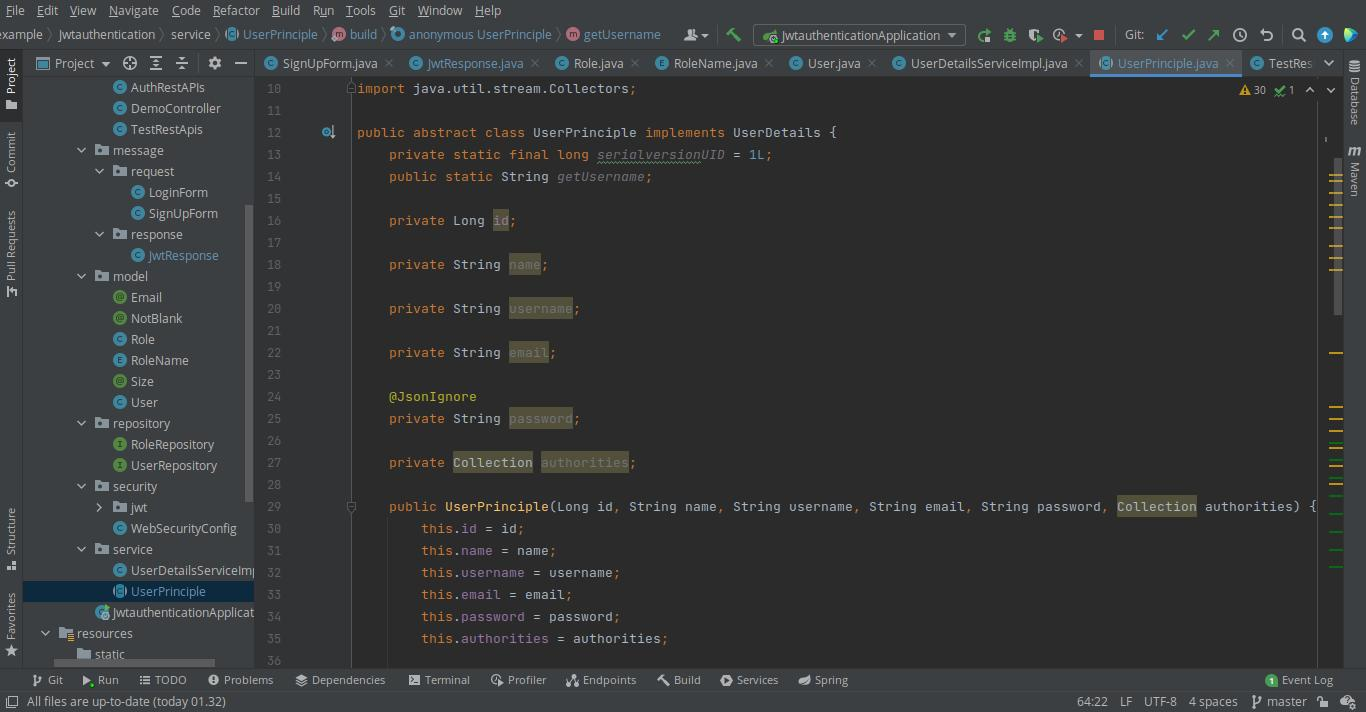 File Edit View Navigate Code Refactor Build Run Tools Git Window Help
example Jwtauthentication service UserPrinciple build anonymous UserPrinciple getUsername JwtauthenticationApplication Git:
Project SignUpForm.java JwtResponse.java Role.java RoleName.java User.java UserDetailsServiceImpl.java UserPrinciple.java TestRes
Project
Commit
Pull Requests
Structure
Favorites
AuthRestAPIs
DemoController
TestRestApis
message
request
LoginForm
SignUpForm
response
JwtResponse
model
Email
NotBlank
Role
RoleName
Size
User
repository
RoleRepository
UserRepository
security
jwt
WebSecurityConfig
service
UserDetailsServiceImp
UserPrinciple
JwtauthenticationApplicat
resources
static
30 1
10 import java.util.stream.Collectors;
11
12 public abstract class UserPrinciple implements UserDetails {
13 private static final long serialversionUID = 1L;
14 public static String getUsername;
15
16 private Long id;
17
18 private String name;
19
20 private String username;
21
22 private String email;
23
24 @JsonIgnore
25 private String password;
26
27 private Collection authorities;
28
29 public UserPrinciple(Long id, String name, String username, String email, String password, Collection authorities) {
30 this.id = id;
31 this.name = name;
32 this.username = username;
33 this.email = email;
34 this.password = password;
35 this.authorities = authorities;
36
Database
m
Maven
Git Run TODO Problems Dependencies Terminal Profiler Endpoints Build Services Spring 1 Event Log
All files are up-to-date (today 01.32) 64:22 LF UTF-8 4 spaces master